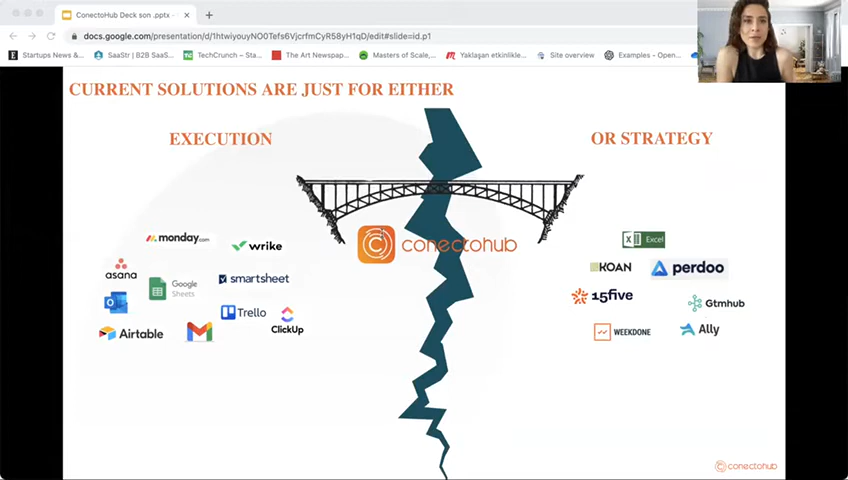 ConectoHub Deck son .pptx -
docs.google.com/presentation/d/1htwiyouyNO0Tefs6VjcrfmCyR58yH1qD/edit#slide=id.p1
Startups News &...
SaaStr | B2B SaaS...
TechCrunch – Sta...
The Art Newspap...
Masters of Scale,...
Yaklaşan etkinlikle...
Site overview
Examples - Open...
CURRENT SOLUTIONS ARE JUST FOR EITHER
EXECUTION
OR STRATEGY
monday.com
wrike
asana
Google Sheets
smartsheet
Trello
ClickUp
Airtable
conectohub
Excel
KOAN
perdoo
15five
Gtmhub
WEEKDONE
Ally
conectohub